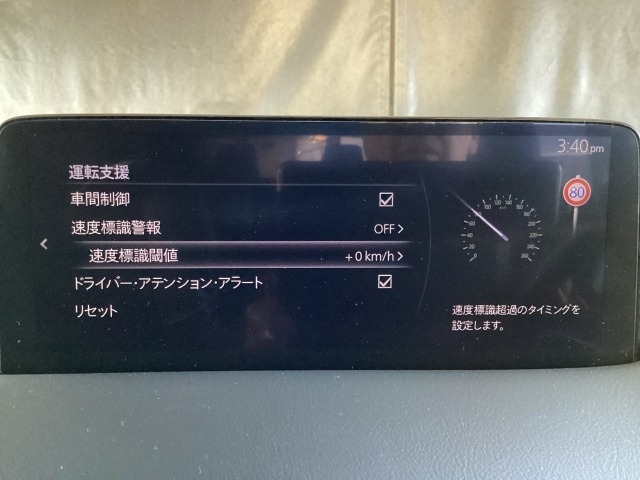 3:40pm
運転支援
車間制御
速度標識警報 OFF
速度標識閾値 +0 km/h
ドライバー・アテンション・アラート
リセット
80
速度標識超過のタイミングを
設定します。